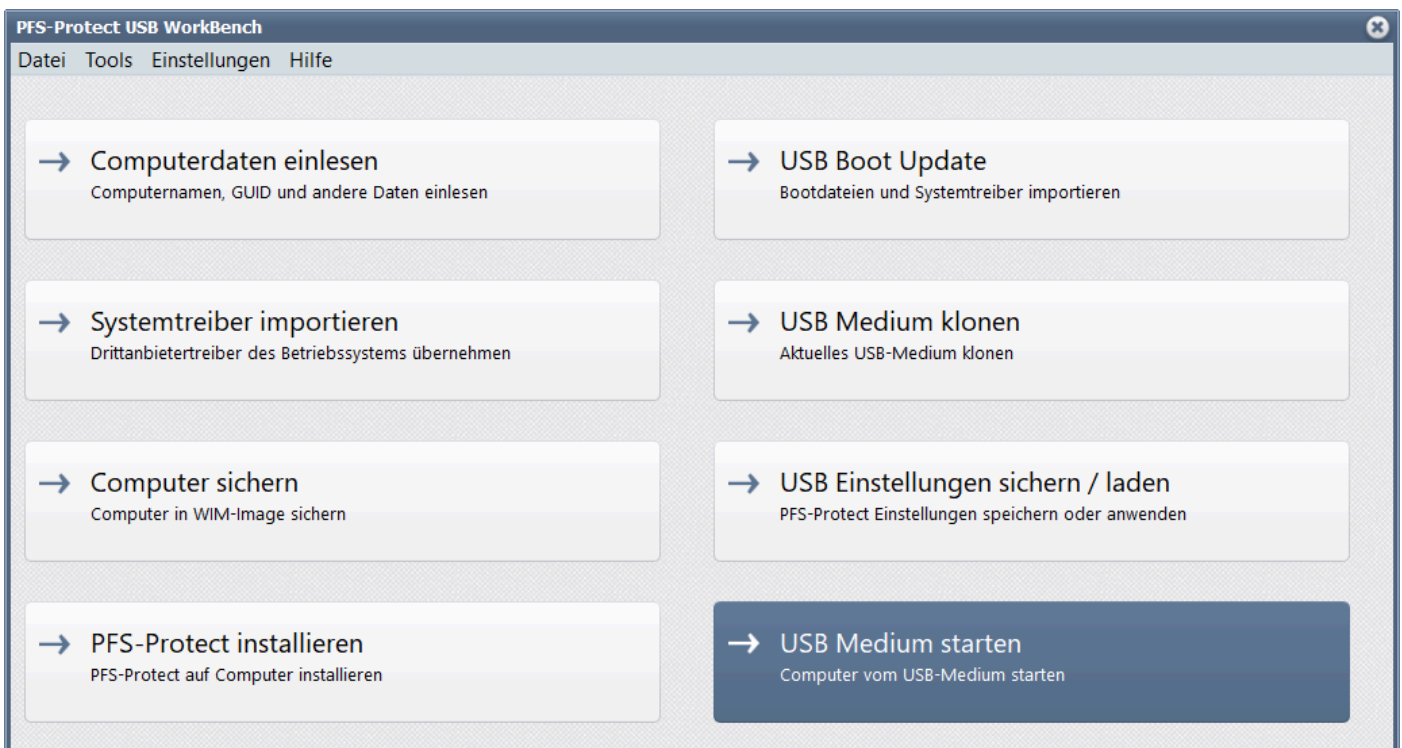 PFS-Protect USB WorkBench
Datei Tools Einstellungen Hilfe
Computerdaten einlesen
Computernamen, GUID und andere Daten einlesen
USB Boot Update
Bootdateien und Systemtreiber importieren
Systemtreiber importieren
Drittanbietertreiber des Betriebssystems übernehmen
USB Medium klonen
Aktuelles USB-Medium klonen
Computer sichern
Computer in WIM-Image sichern
USB Einstellungen sichern / laden
PFS-Protect Einstellungen speichern oder anwenden
PFS-Protect installieren
PFS-Protect auf Computer installieren
USB Medium starten
Computer vom USB-Medium starten